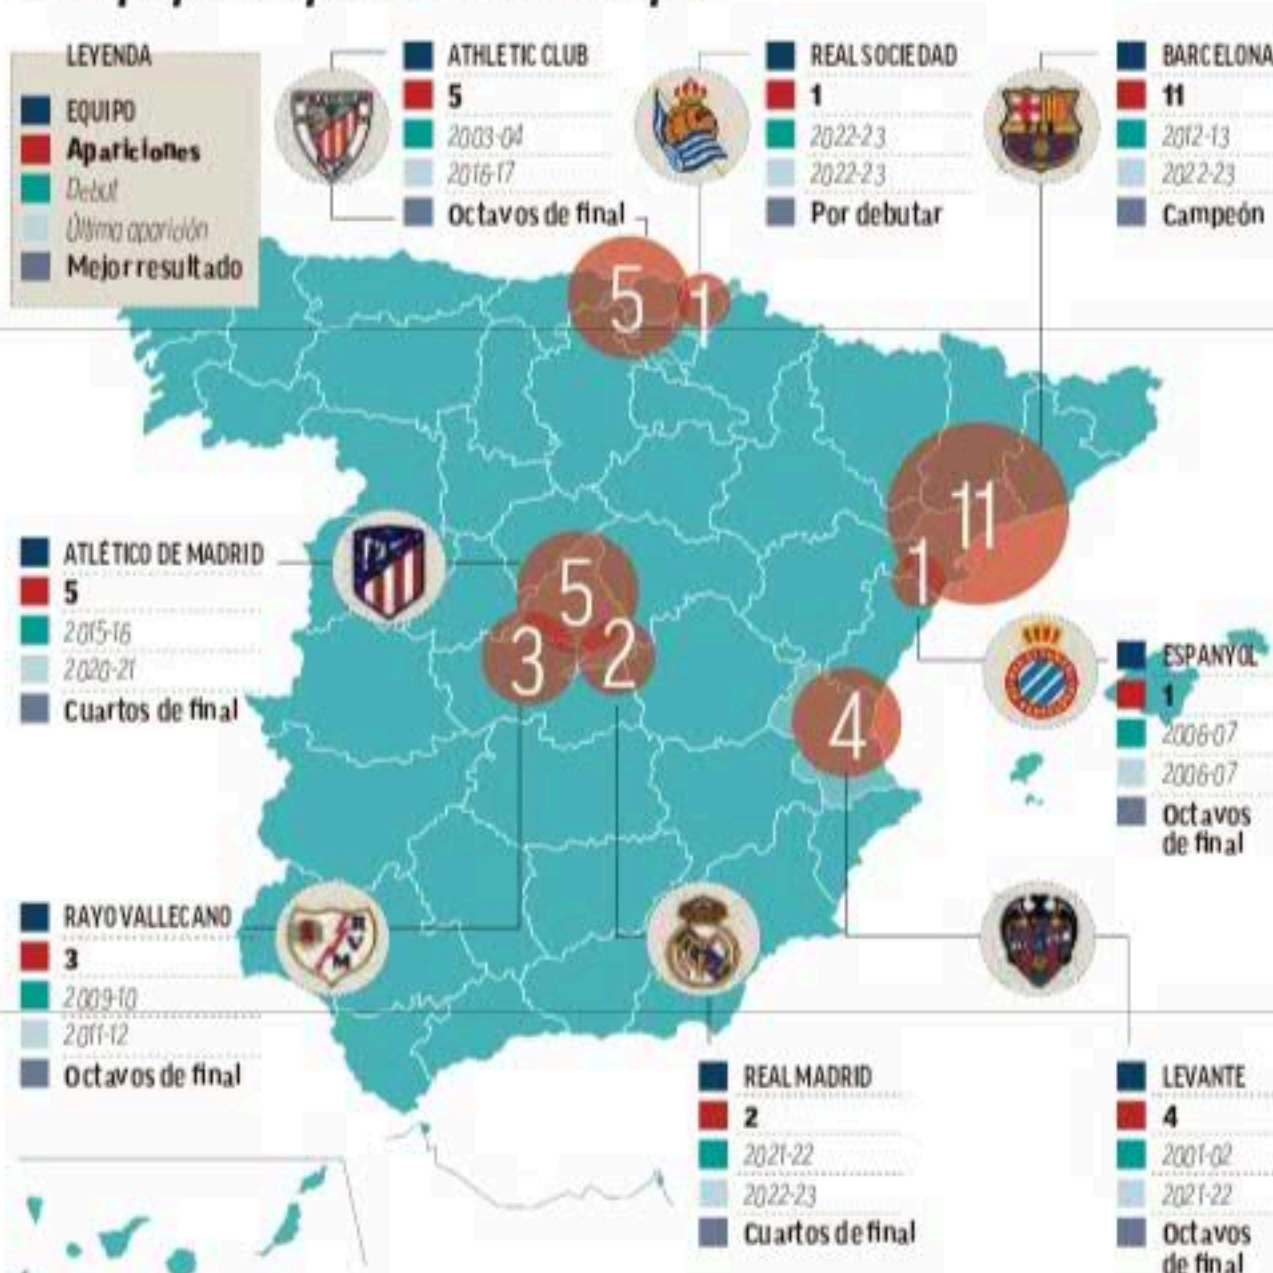 LEYENDA
EQUIPO
Apariciones
Debut
Última aparición
Mejor resultado
ATHLETIC CLUB
5
2003-04
2016-17
Octavos de final
REAL SOCIEDAD
1
2022-23
2022-23
Por debutar
BARCELONA
11
2012-13
2022-23
Campeón
5
1
11
1
5
3
2
4
ATLÉTICO DE MADRID
5
2015-16
2020-21
Cuartos de final
ESPANYOL
1
2006-07
2006-07
Octavos
de final
RAYO VALLECANO
3
2009-10
2011-12
Octavos de final
RVM
REAL MADRID
2
2021-22
2022-23
Cuartos de final
LEVANTE
4
2001-02
2021-22
Octavos
de final